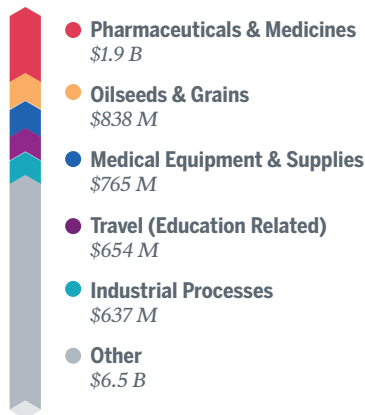 Pharmaceuticals & Medicines
$1.9 B
Oilseeds & Grains
$838 M
Medical Equipment & Supplies
$765 M
Travel (Education Related)
$654 M
Industrial Processes
$637 M
Other
$6.5 B